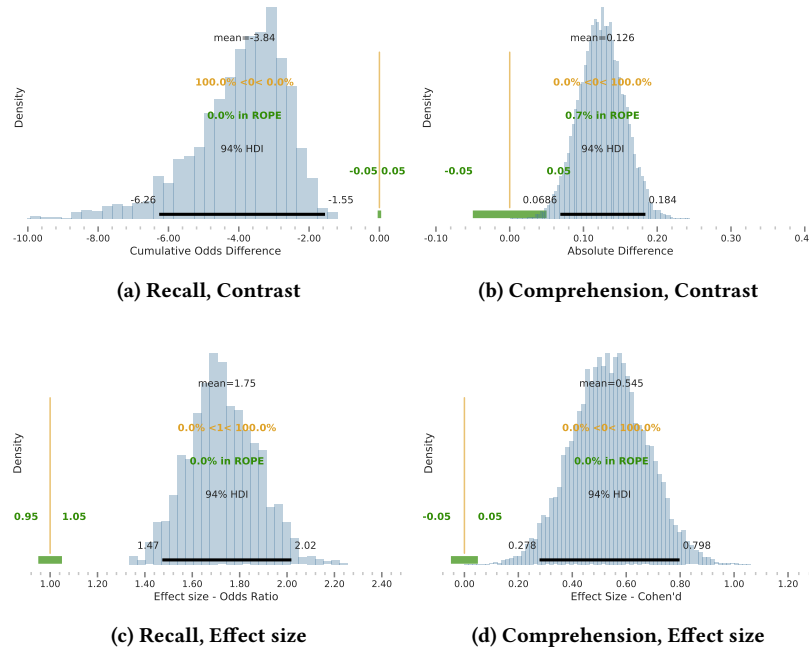 mean=-3.84
100.0% <0< 0.0%
0.0% in ROPE
94% HDI
-0.05 0.05
-6.26 -1.55
Density
-10.00 -8.00 -6.00 -4.00 -2.00 0.00
Cumulative Odds Difference
(a) Recall, Contrast
mean=0.126
0.0% <0< 100.0%
0.7% in ROPE
94% HDI
-0.05 0.05
0.0686 0.184
Density
-0.10 0.00 0.10 0.20 0.30 0.4
Absolute Difference
(b) Comprehension, Contrast
mean=1.75
0.0% <1< 100.0%
0.0% in ROPE
94% HDI
0.95 1.05
1.47 2.02
Density
1.00 1.20 1.40 1.60 1.80 2.00 2.20 2.40
Effect size - Odds Ratio
(c) Recall, Effect size
mean=0.545
0.0% <0< 100.0%
0.0% in ROPE
94% HDI
-0.05 0.05
0.278 0.798
Density
0.00 0.20 0.40 0.60 0.80 1.00 1.20
Effect Size - Cohen'd
(d) Comprehension, Effect size